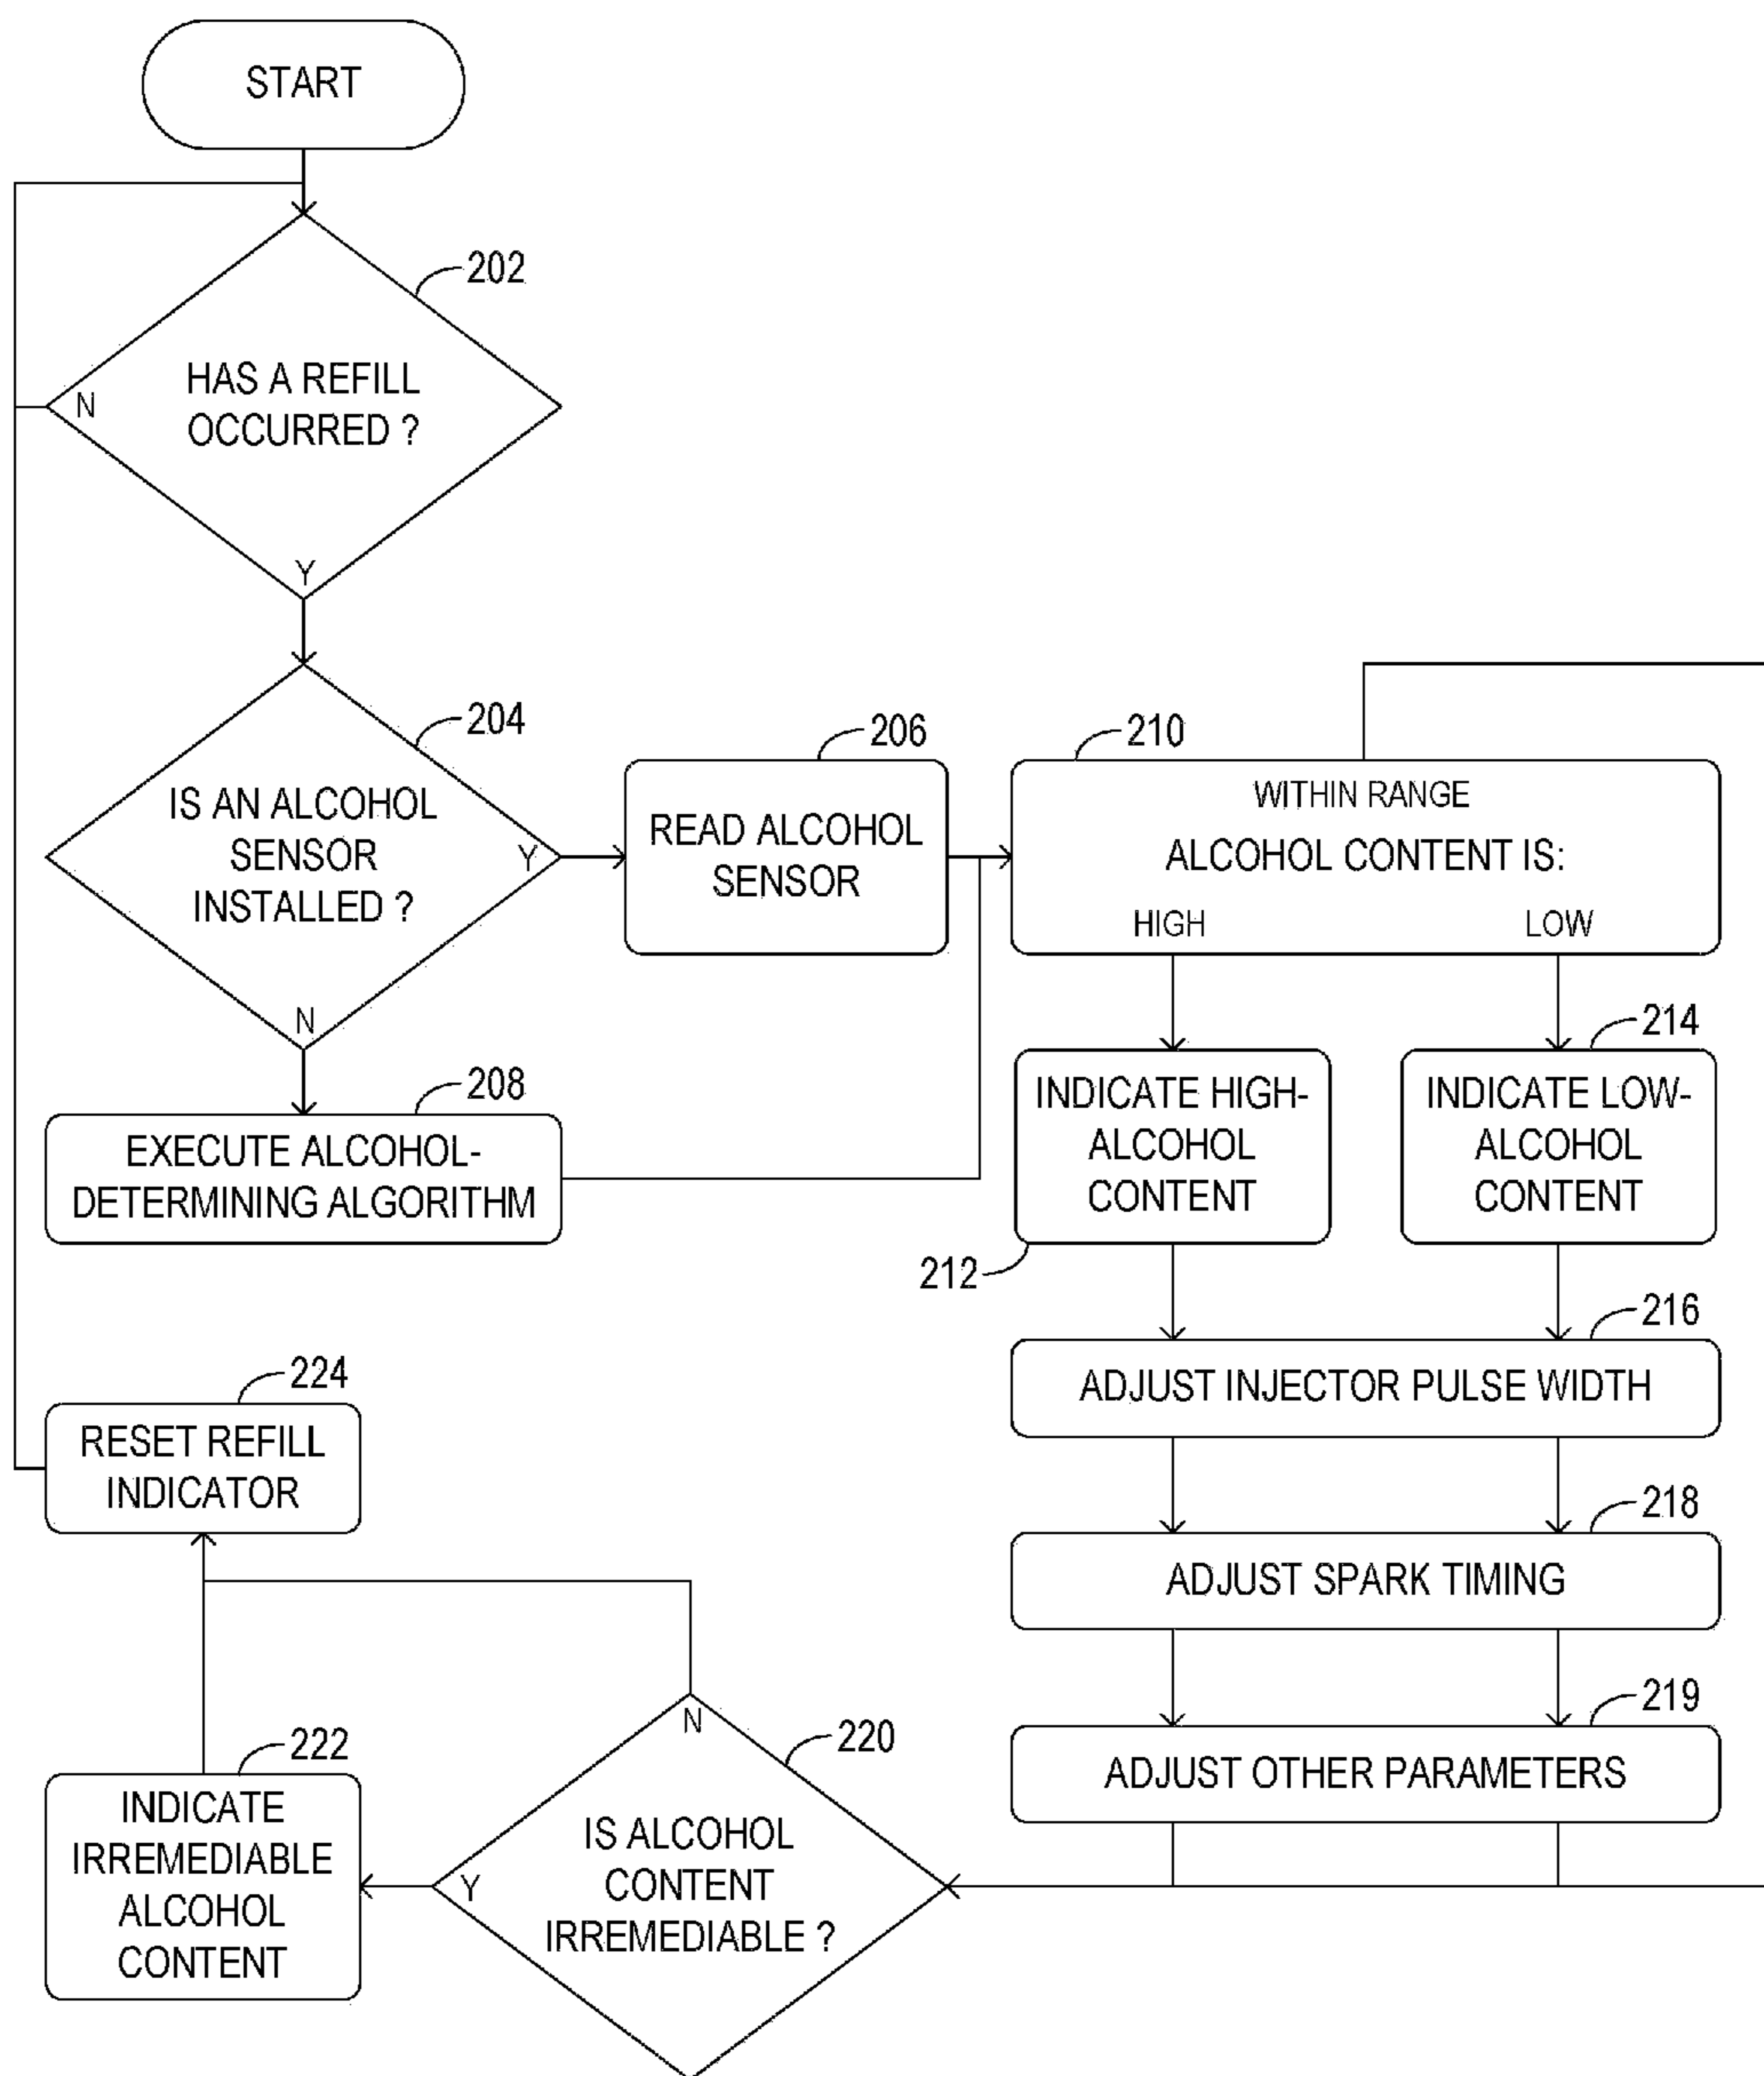 START
202
HAS A REFILL
OCCURRED ?
N
Y
204
IS AN ALCOHOL
SENSOR
INSTALLED ?
Y
N
206
READ ALCOHOL
SENSOR
208
EXECUTE ALCOHOL-
DETERMINING ALGORITHM
210
WITHIN RANGE
ALCOHOL CONTENT IS:
HIGH
LOW
212
INDICATE HIGH-
ALCOHOL
CONTENT
214
INDICATE LOW-
ALCOHOL
CONTENT
216
ADJUST INJECTOR PULSE WIDTH
218
ADJUST SPARK TIMING
219
ADJUST OTHER PARAMETERS
220
N
IS ALCOHOL
CONTENT
IRREMEDIABLE ?
Y
222
INDICATE
IRREMEDIABLE
ALCOHOL
CONTENT
224
RESET REFILL
INDICATOR